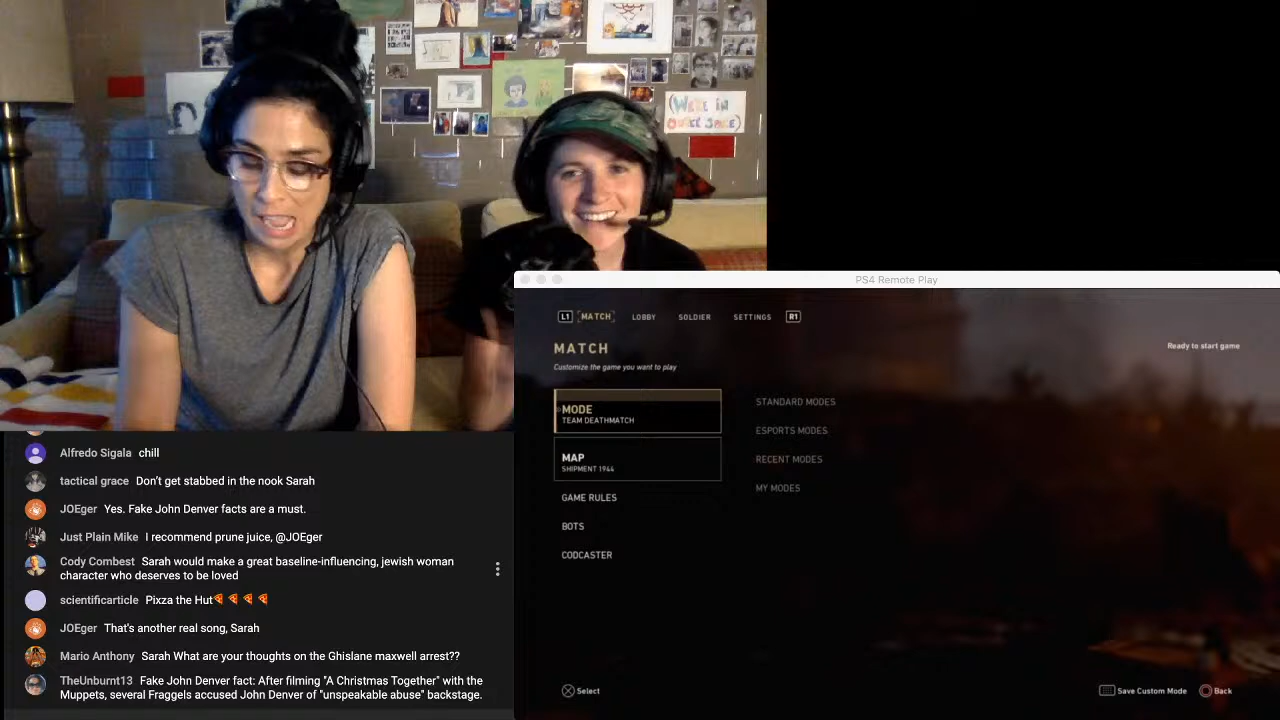 (WE'RE IN
OUTER SPACE)
PS4 Remote Play
L1 MATCH LOBBY SOLDIER SETTINGS R1
MATCH
Customize the game you want to play
Ready to start game
MODE
TEAM DEATHMATCH
MAP
SHIPMENT 1944
GAME RULES
BOTS
CODCASTER
STANDARD MODES
ESPORTS MODES
RECENT MODES
MY MODES
Select
Save Custom Mode
Back
Alfredo Sigala chill
tactical grace Don't get stabbed in the nook Sarah
JOEger Yes. Fake John Denver facts are a must.
Just Plain Mike I recommend prune juice, @JOEger
Cody Combest Sarah would make a great baseline-influencing, jewish woman
character who deserves to be loved
scientificarticle Pixza the Hut🍕🍕🍕🍕
JOEger That's another real song, Sarah
Mario Anthony Sarah What are your thoughts on the Ghislane maxwell arrest??
TheUnburnt13 Fake John Denver fact: After filming "A Christmas Together" with the
Muppets, several Fraggels accused John Denver of "unspeakable abuse" backstage.